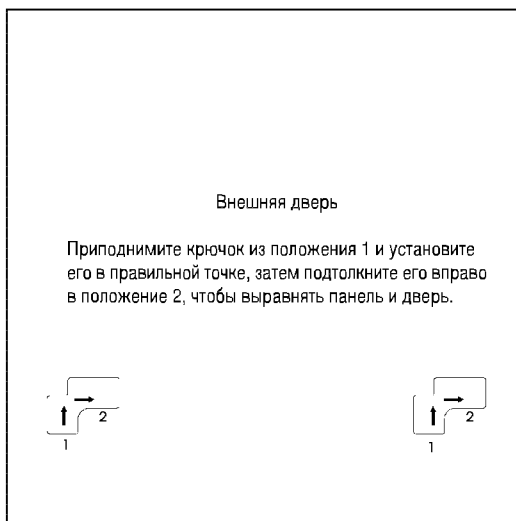 Внешняя дверь
Приподнимите крючок из положения 1 и установите
его в правильной точке, затем подтолкните его вправо
в положение 2, чтобы выравнять панель и дверь.
2
1
2
1